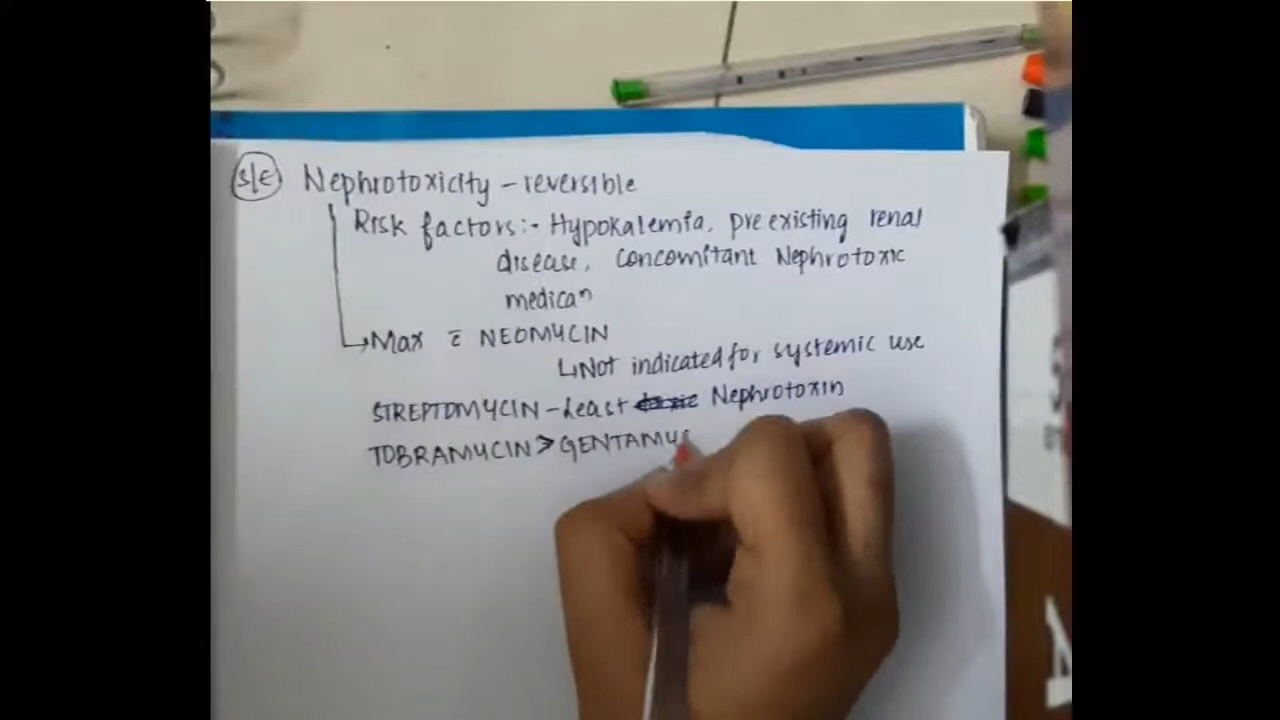 S/E Nephrotoxicity - reversible
Risk factors:- Hypokalemia, pre existing renal
disease, concomitant Nephrotoxic
medicaⁿ
→ Max c̄ NEOMYCIN
↳ Not indicated for systemic use
STREPTOMYCIN - Least Nephrotoxin
TOBRAMYCIN > GENTAMYC